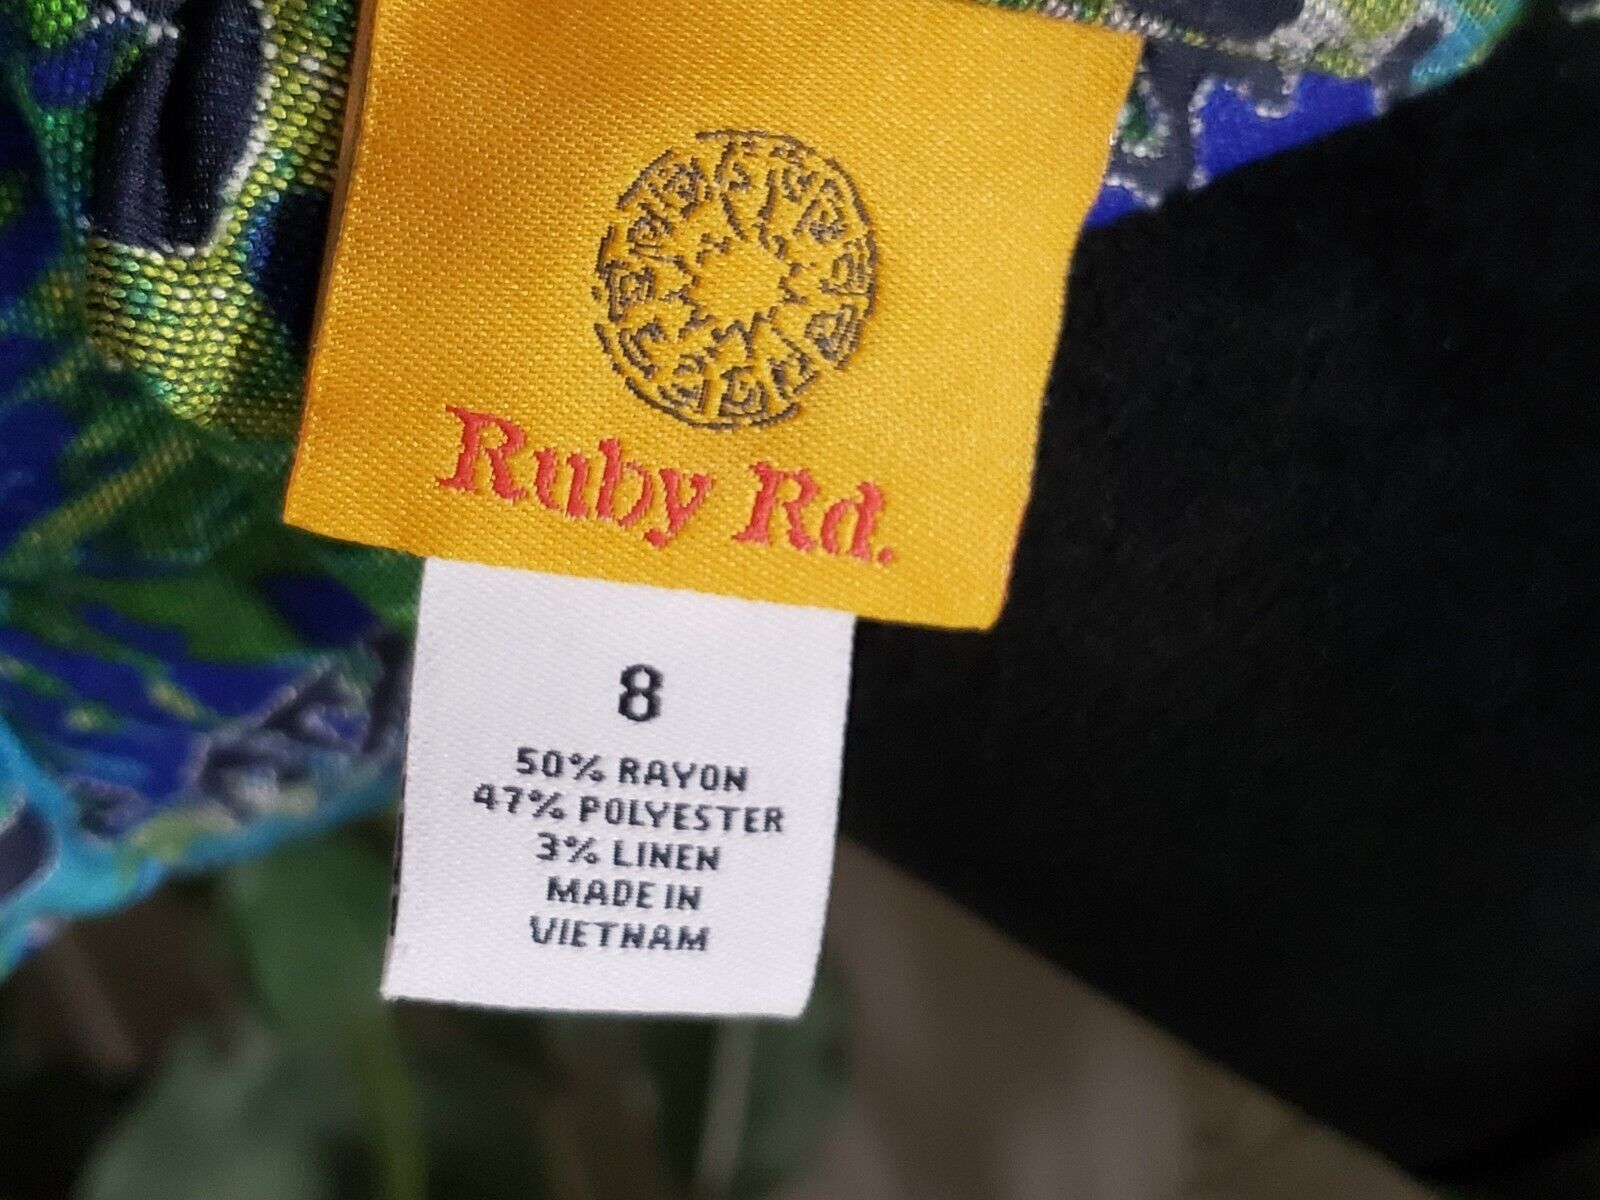 Ruby Rd.
8
50% RAYON
47% POLYESTER
3% LINEN
MADE IN
VIETNAM